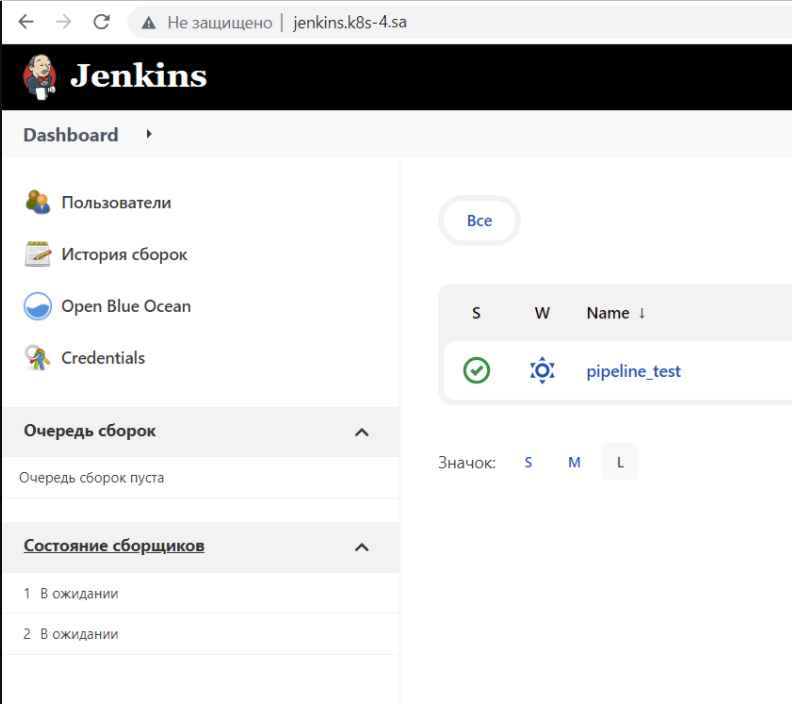 Не защищено | jenkins.k8s-4.sa
Jenkins
Dashboard
Пользователи
История сборок
Open Blue Ocean
Credentials
Очередь сборок
Очередь сборок пуста
Состояние сборщиков
1 В ожидании
2 В ожидании
Все
S W Name ↓
pipeline_test
Значок: S M L